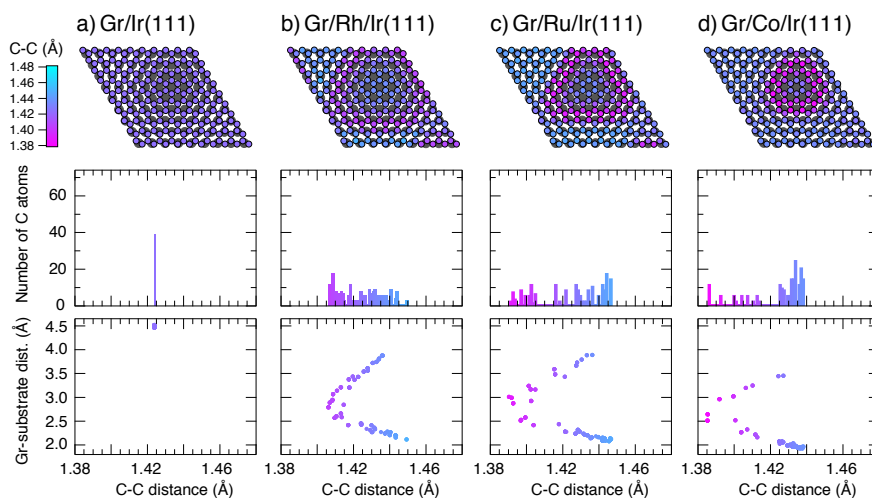 a) Gr/Ir(111)
b) Gr/Rh/Ir(111)
c) Gr/Ru/Ir(111)
d) Gr/Co/Ir(111)
C-C (Å)
1.48
1.46
1.44
1.42
1.40
1.38
Number of C atoms
60
40
20
0
Gr-substrate dist. (Å)
4.5
4.0
3.5
3.0
2.5
2.0
1.38 1.42 1.46
1.38 1.42 1.46
1.38 1.42 1.46
1.38 1.42 1.46
C-C distance (Å)
C-C distance (Å)
C-C distance (Å)
C-C distance (Å)